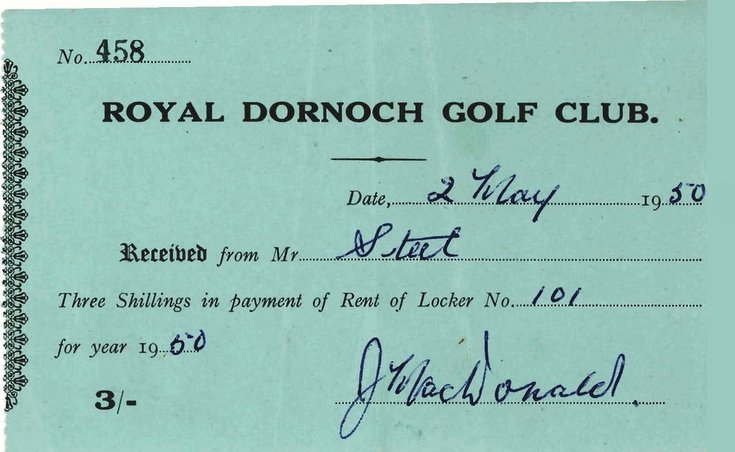 No. 458
ROYAL DORNOCH GOLF CLUB.
Date, 2 May 1950
Received from Mr Steel
Three Shillings in payment of Rent of Locker No. 101
for year 1950
3/- J MacDonald.